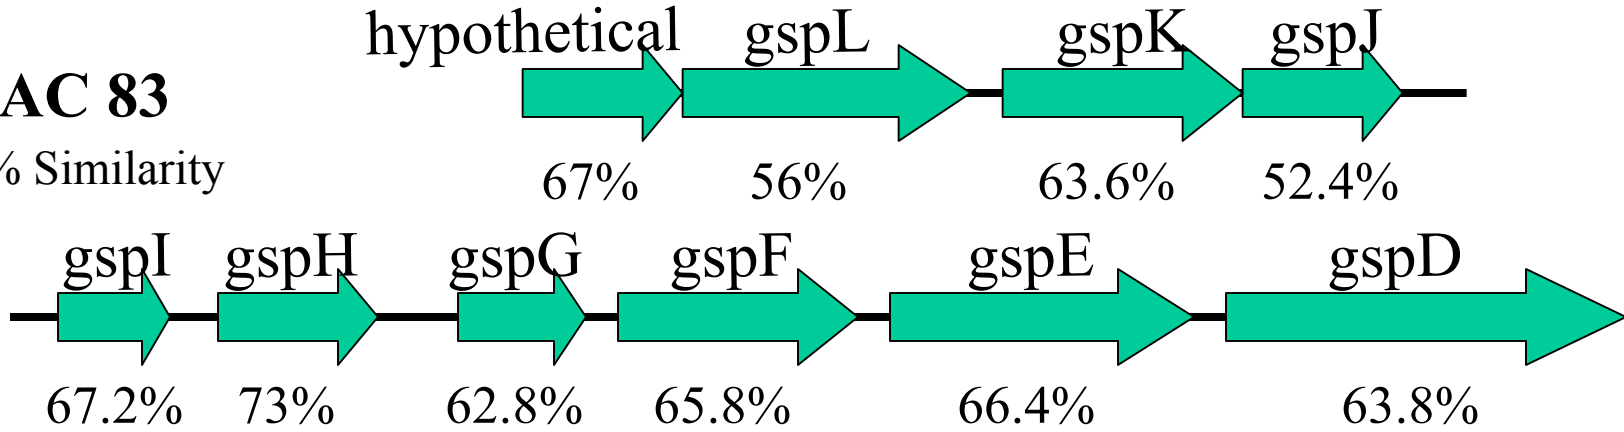 hypothetical gspL gspK gspJ
AC 83
% Similarity
67% 56% 63.6% 52.4%
gspI gspH gspG gspF gspE gspD
67.2% 73% 62.8% 65.8% 66.4% 63.8%